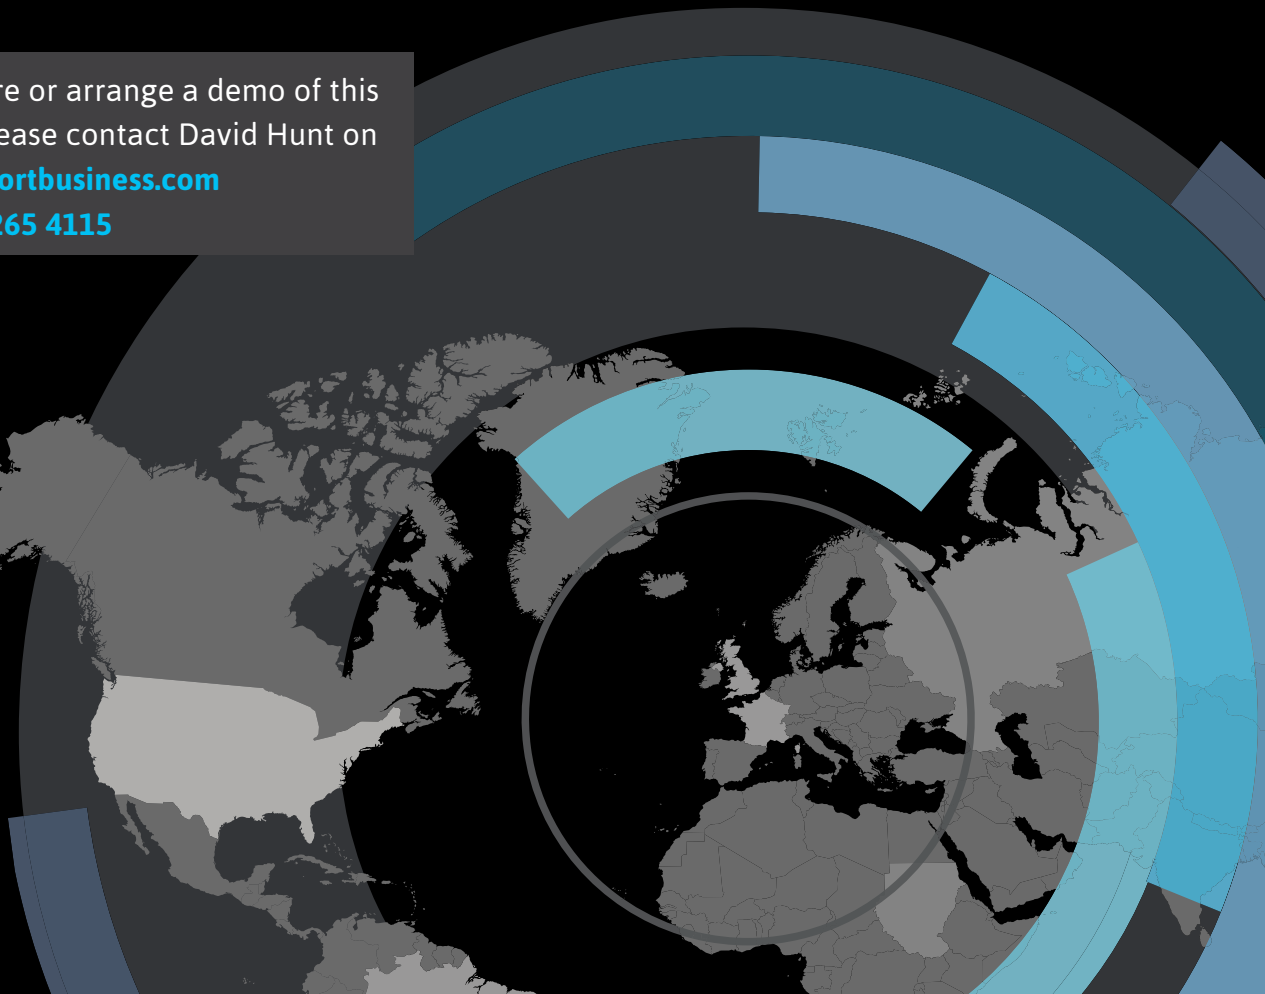 re or arrange a demo of this
ease contact David Hunt on
ortbusiness.com
265 4115